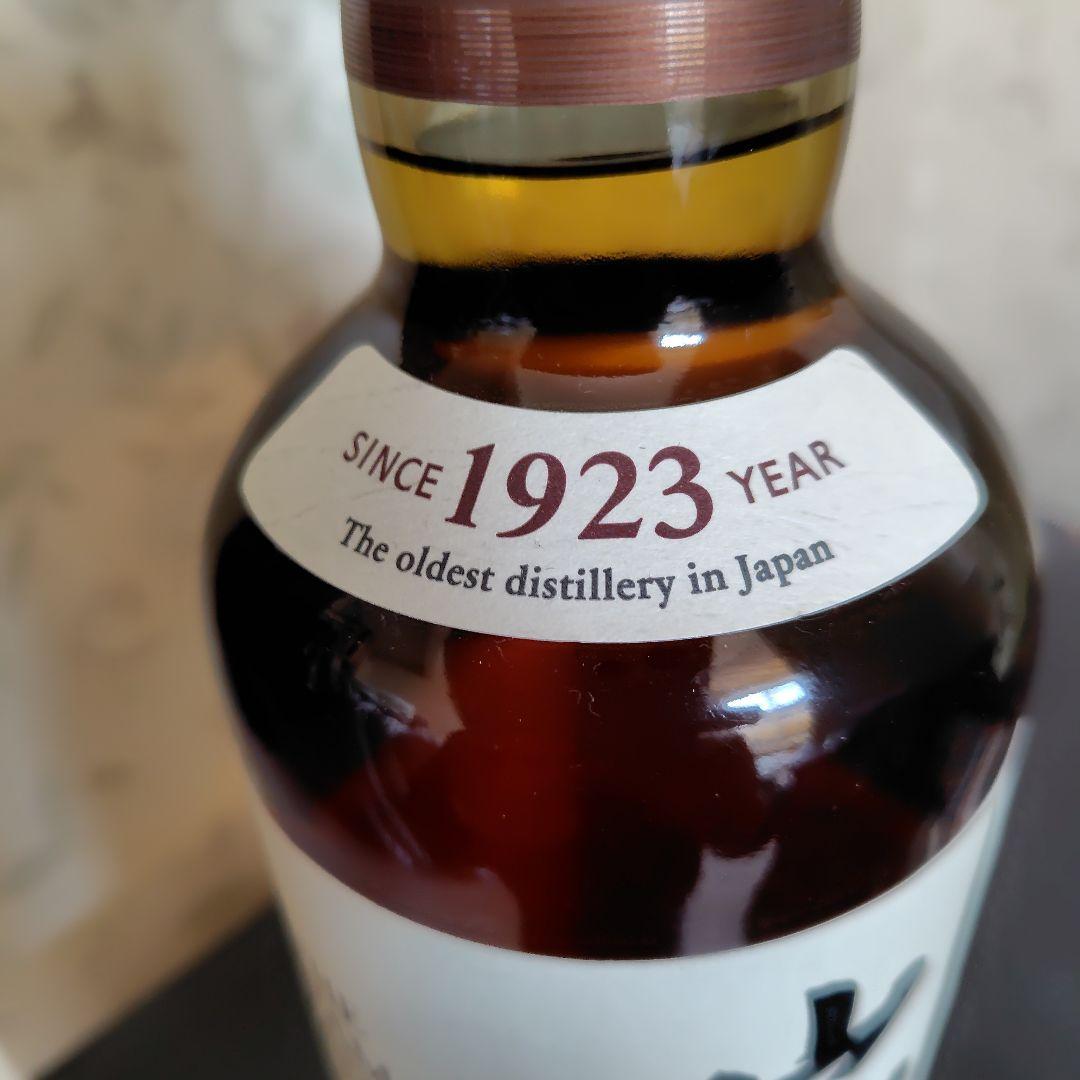 SINCE 1923 YEAR
The oldest distillery in Japan